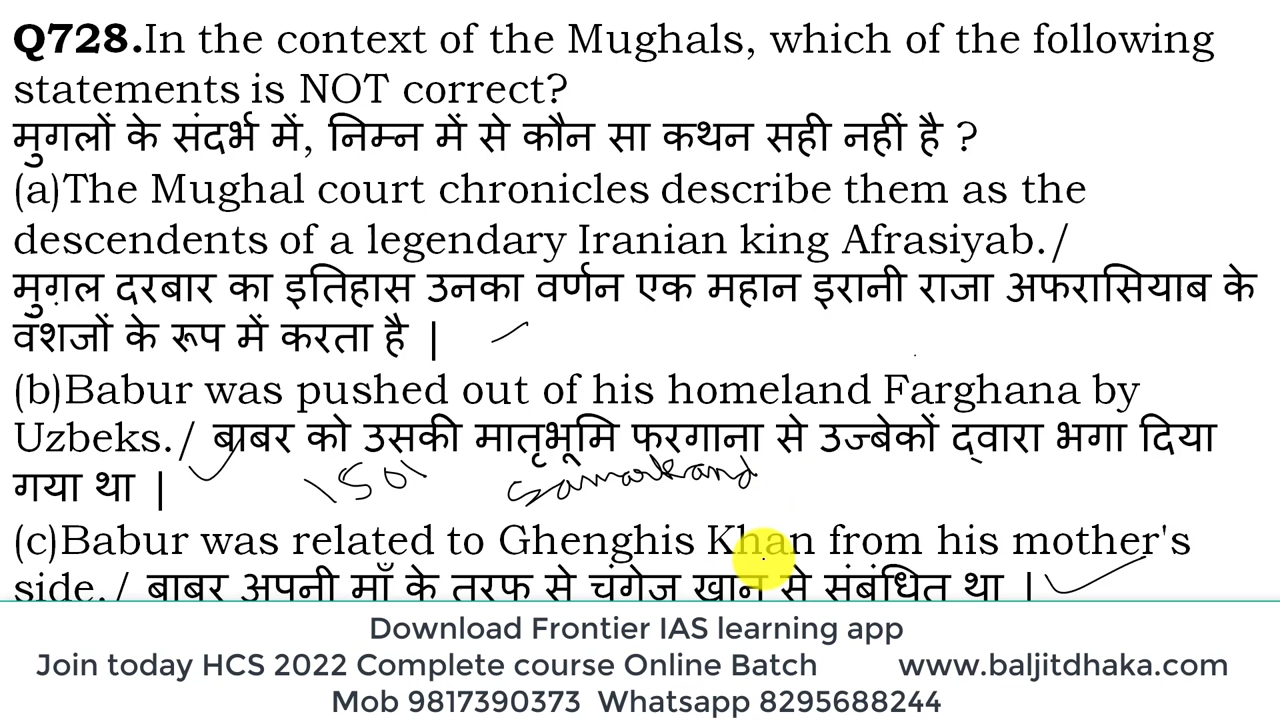 Q728.In the context of the Mughals, which of the following
statements is NOT correct?
मुगलों के संदर्भ में, निम्न में से कौन सा कथन सही नहीं है ?
(a)The Mughal court chronicles describe them as the
descendents of a legendary Iranian king Afrasiyab./
मुग़ल दरबार का इतिहास उनका वर्णन एक महान इरानी राजा अफरासियाब के
वंशजों के रूप में करता है |
(b)Babur was pushed out of his homeland Farghana by
Uzbeks./ बाबर को उसकी मातृभूमि फरगाना से उज्बेकों द्वारा भगा दिया
गया था |
1501 Samarkand
(c)Babur was related to Ghenghis Khan from his mother's
side./ बाबर अपनी माँ के तरफ से चंगेज खान से संबंधित था |
Download Frontier IAS learning app
Join today HCS 2022 Complete course Online Batch www.baljitdhaka.com
Mob 9817390373 Whatsapp 8295688244